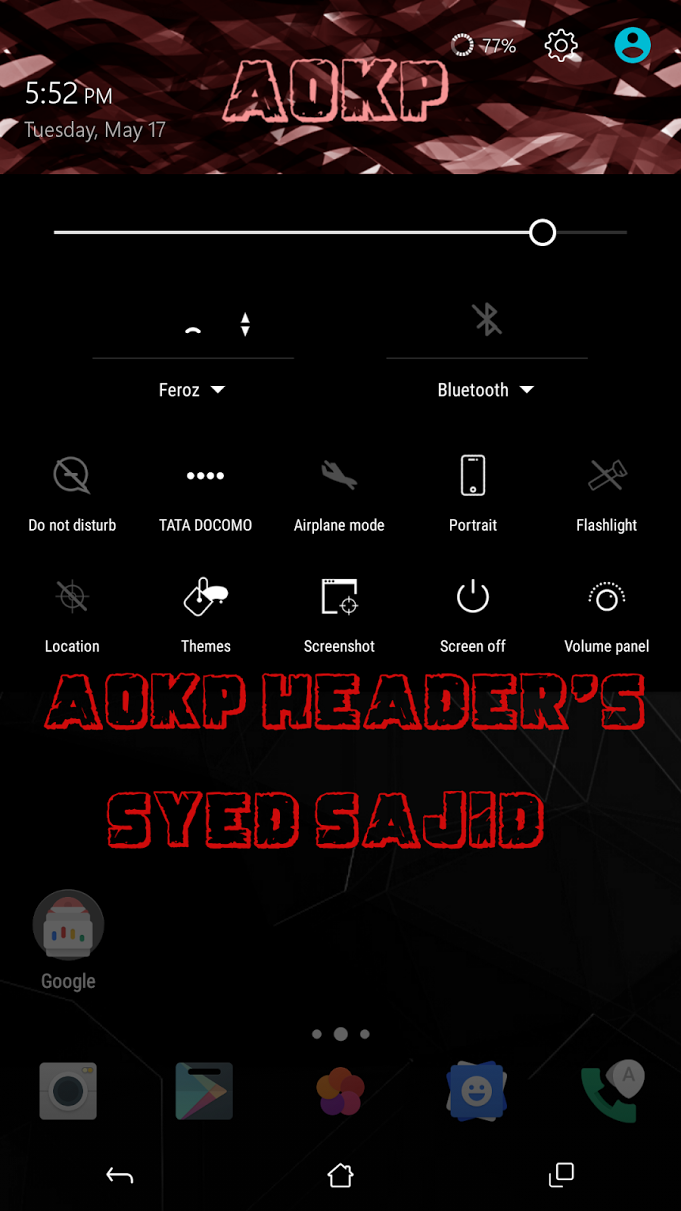 77%
AOKP
5:52 PM
Tuesday, May 17
Feroz
Bluetooth
Do not disturb
TATA DOCOMO
Airplane mode
Portrait
Flashlight
Location
Themes
Screenshot
Screen off
Volume panel
AOKP HEADER'S
SYED SAJID
Google
A